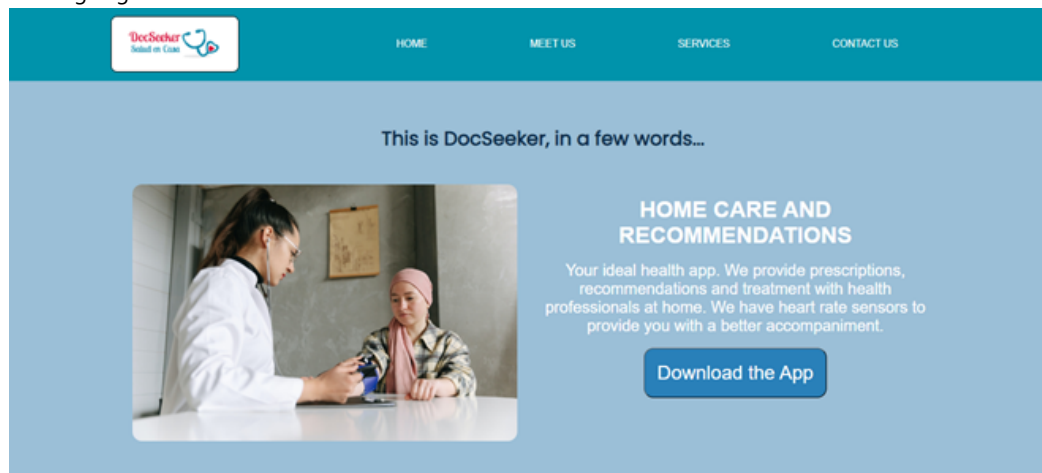 DocSeeker
Salud en Casa
HOME
MEET US
SERVICES
CONTACT US
This is DocSeeker, in a few words...
HOME CARE AND
RECOMMENDATIONS
Your ideal health app. We provide prescriptions,
recommendations and treatment with health
professionals at home. We have heart rate sensors to
provide you with a better accompaniment.
Download the App